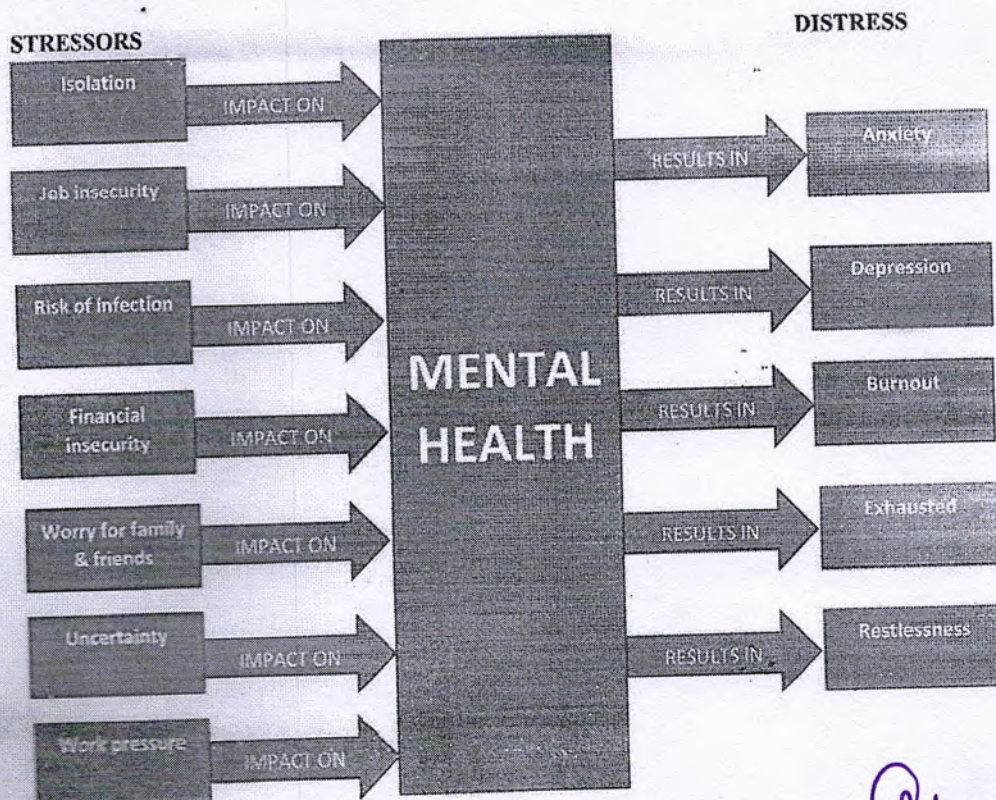 STRESSORS
DISTRESS
Isolation
IMPACT ON
Job insecurity
IMPACT ON
Risk of infection
IMPACT ON
Financial
insecurity
IMPACT ON
Worry for family
& friends
IMPACT ON
Uncertainty
IMPACT ON
Work pressure
IMPACT ON
MENTAL
HEALTH
RESULTS IN
Anxiety
RESULTS IN
Depression
RESULTS IN
Burnout
RESULTS IN
Exhausted
RESULTS IN
Restlessness